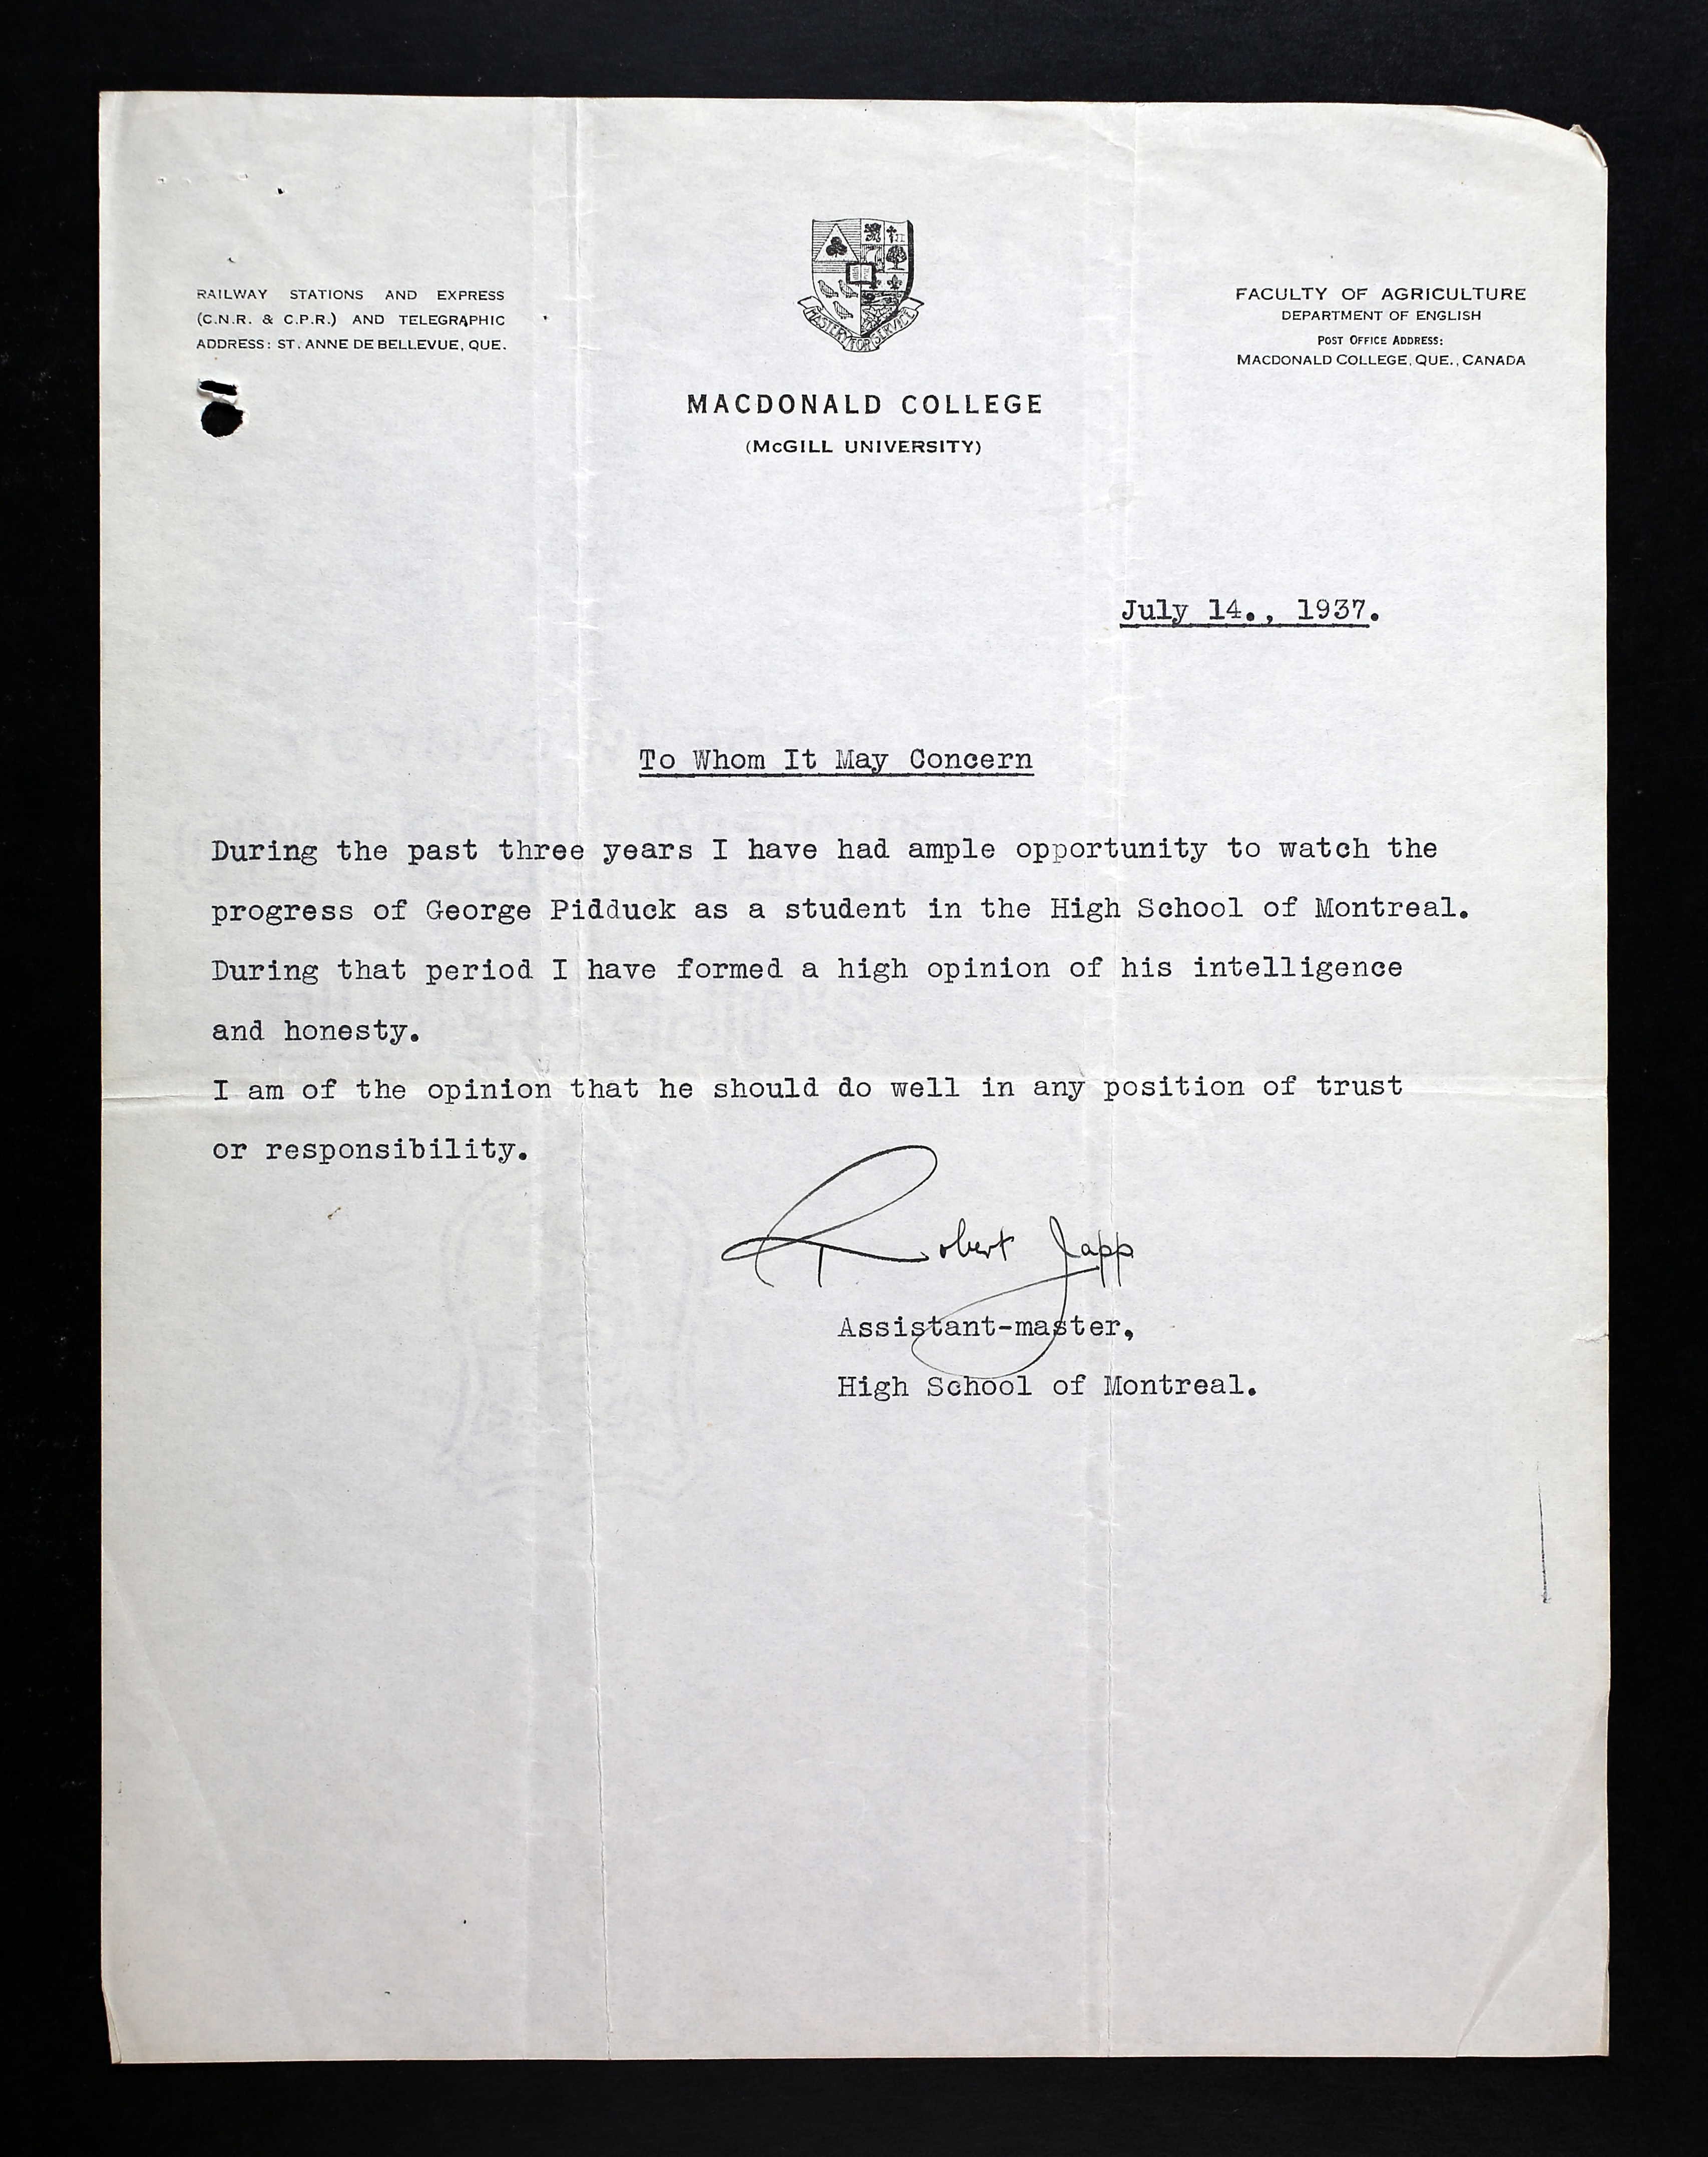 RAILWAY STATIONS AND EXPRESS
(C.N.R. & C.P.R.) AND TELEGRAPHIC
ADDRESS: ST. ANNE DE BELLEVUE, QUE.
MASTERY FOR SERVICE
MACDONALD COLLEGE
(McGILL UNIVERSITY)
FACULTY OF AGRICULTURE
DEPARTMENT OF ENGLISH
POST OFFICE ADDRESS:
MACDONALD COLLEGE, QUE., CANADA
July 14., 1937.
To Whom It May Concern
During the past three years I have had ample opportunity to watch the
progress of George Pidduck as a student in the High School of Montreal.
During that period I have formed a high opinion of his intelligence
and honesty.
I am of the opinion that he should do well in any position of trust
or responsibility.
Robert Japp
Assistant-master,
High School of Montreal.